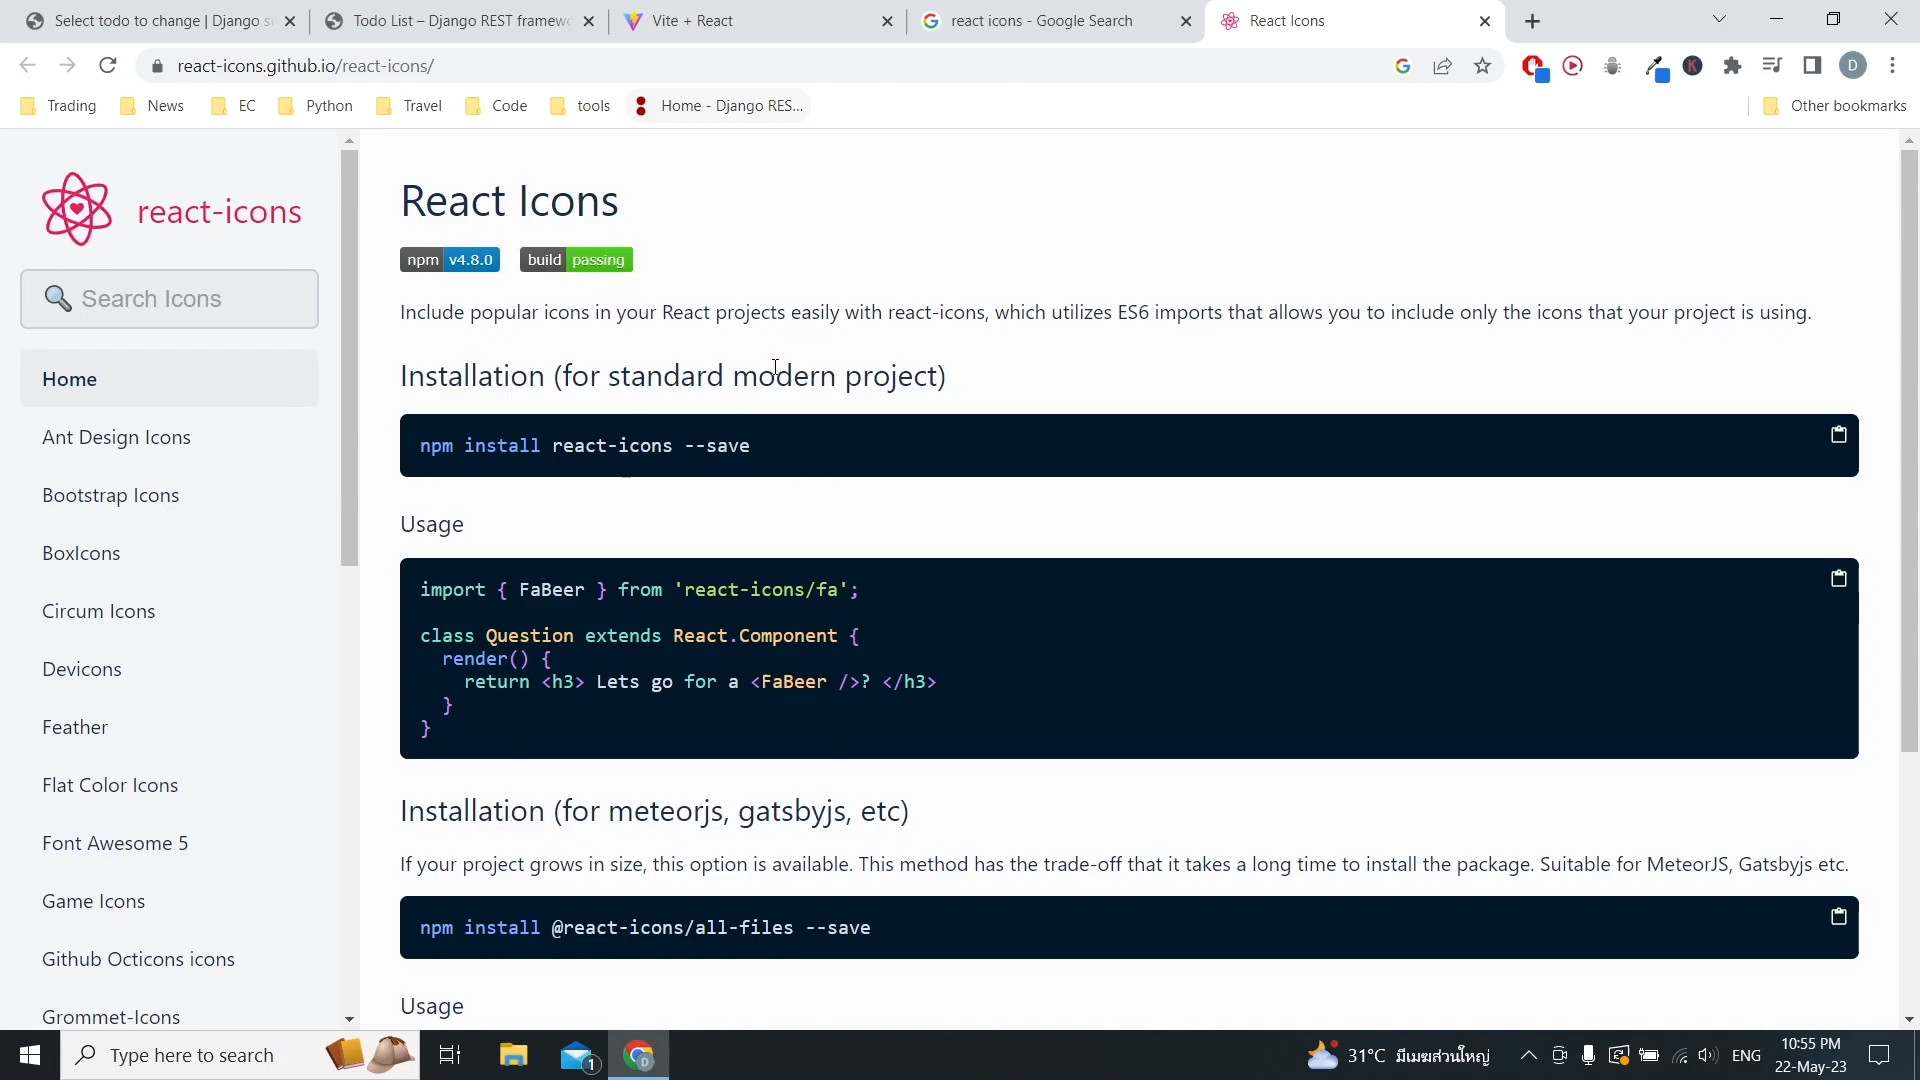 Select todo to change | Django si
Todo List – Django REST framewo
Vite + React
react icons - Google Search
React Icons
react-icons.github.io/react-icons/
D
Trading
News
EC
Python
Travel
Code
tools
Home - Django RES...
Other bookmarks
react-icons
Search Icons
Home
Ant Design Icons
Bootstrap Icons
BoxIcons
Circum Icons
Devicons
Feather
Flat Color Icons
Font Awesome 5
Game Icons
Github Octicons icons
Grommet-Icons
React Icons
npm v4.8.0
build passing
Include popular icons in your React projects easily with react-icons, which utilizes ES6 imports that allows you to include only the icons that your project is using.
Installation (for standard modern project)
npm install react-icons --save
Usage
import { FaBeer } from 'react-icons/fa';
class Question extends React.Component {
render() {
return <h3> Lets go for a <FaBeer />? </h3>
}
}
Installation (for meteorjs, gatsbyjs, etc)
If your project grows in size, this option is available. This method has the trade-off that it takes a long time to install the package. Suitable for MeteorJS, Gatsbyjs etc.
npm install @react-icons/all-files --save
Usage
Type here to search
1
D
31°C มีเมฆส่วนใหญ่
ENG
10:55 PM
22-May-23